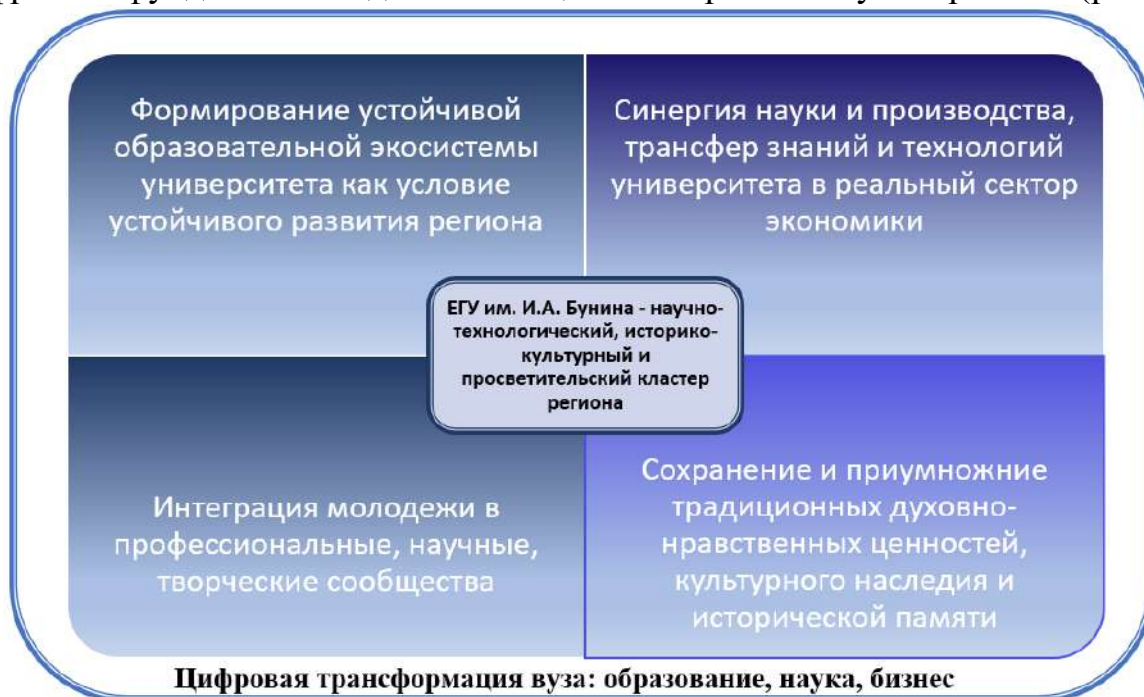 Формирование устойчивой
образовательной экосистемы
университета как условие
устойчивого развития региона
Синергия науки и производства,
трансфер знаний и технологий
университета в реальный сектор
экономики
ЕГУ им. И.А. Бунина - научно-
технологический, историко-
культурный и
просветительский кластер
региона
Интеграция молодежи в
профессиональные, научные,
творческие сообщества
Сохранение и приумножние
традиционных духовно-
нравственных ценностей,
культурного наследия и
исторической памяти
Цифровая трансформация вуза: образование, наука, бизнес